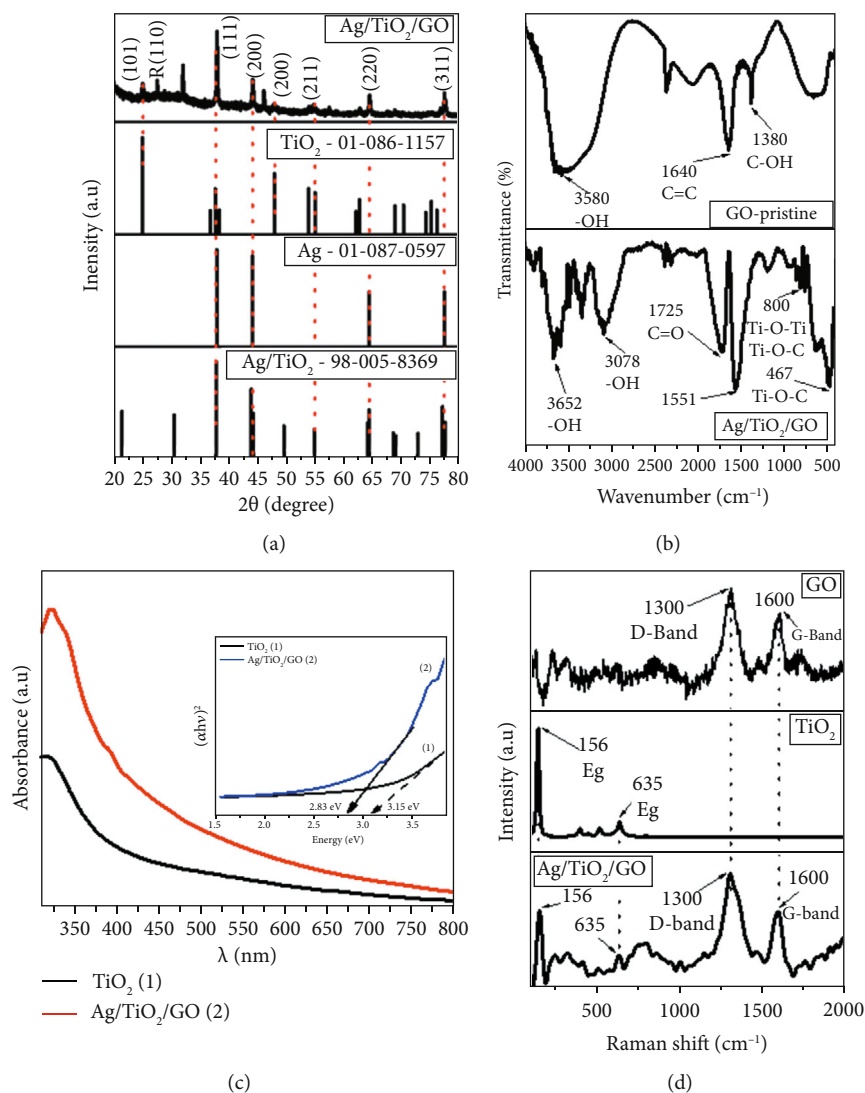 Ag/TiO₂/GO
(101)
R(110)
(111)
(200)
(200)
(211)
(220)
(311)
TiO₂ - 01-086-1157
Ag - 01-087-0597
Ag/TiO₂ - 98-005-8369
Inensity (a.u)
20 25 30 35 40 45 50 55 60 65 70 75 80
2θ (degree)
(a)
Transmittance (%)
3580
-OH
1640
C=C
1380
C-OH
GO-pristine
3652
-OH
3078
-OH
1725
C=O
1551
800
Ti-O-Ti
Ti-O-C
467
Ti-O-C
Ag/TiO₂/GO
4000 3500 3000 2500 2000 1500 1000 500
Wavenumber (cm⁻¹)
(b)
Absorbance (a.u)
TiO₂ (1)
Ag/TiO₂/GO (2)
(αhν)²
(2)
(1)
2.83 eV
3.15 eV
1.5 2.0 2.5 3.0 3.5
Energy (eV)
350 400 450 500 550 600 650 700 750 800
λ (nm)
TiO₂ (1)
Ag/TiO₂/GO (2)
(c)
Intensity (a.u)
GO
1300
D-Band
1600
G-Band
TiO₂
156
Eg
635
Eg
Ag/TiO₂/GO
156
635
1300
D-band
1600
G-band
500 1000 1500 2000
Raman shift (cm⁻¹)
(d)